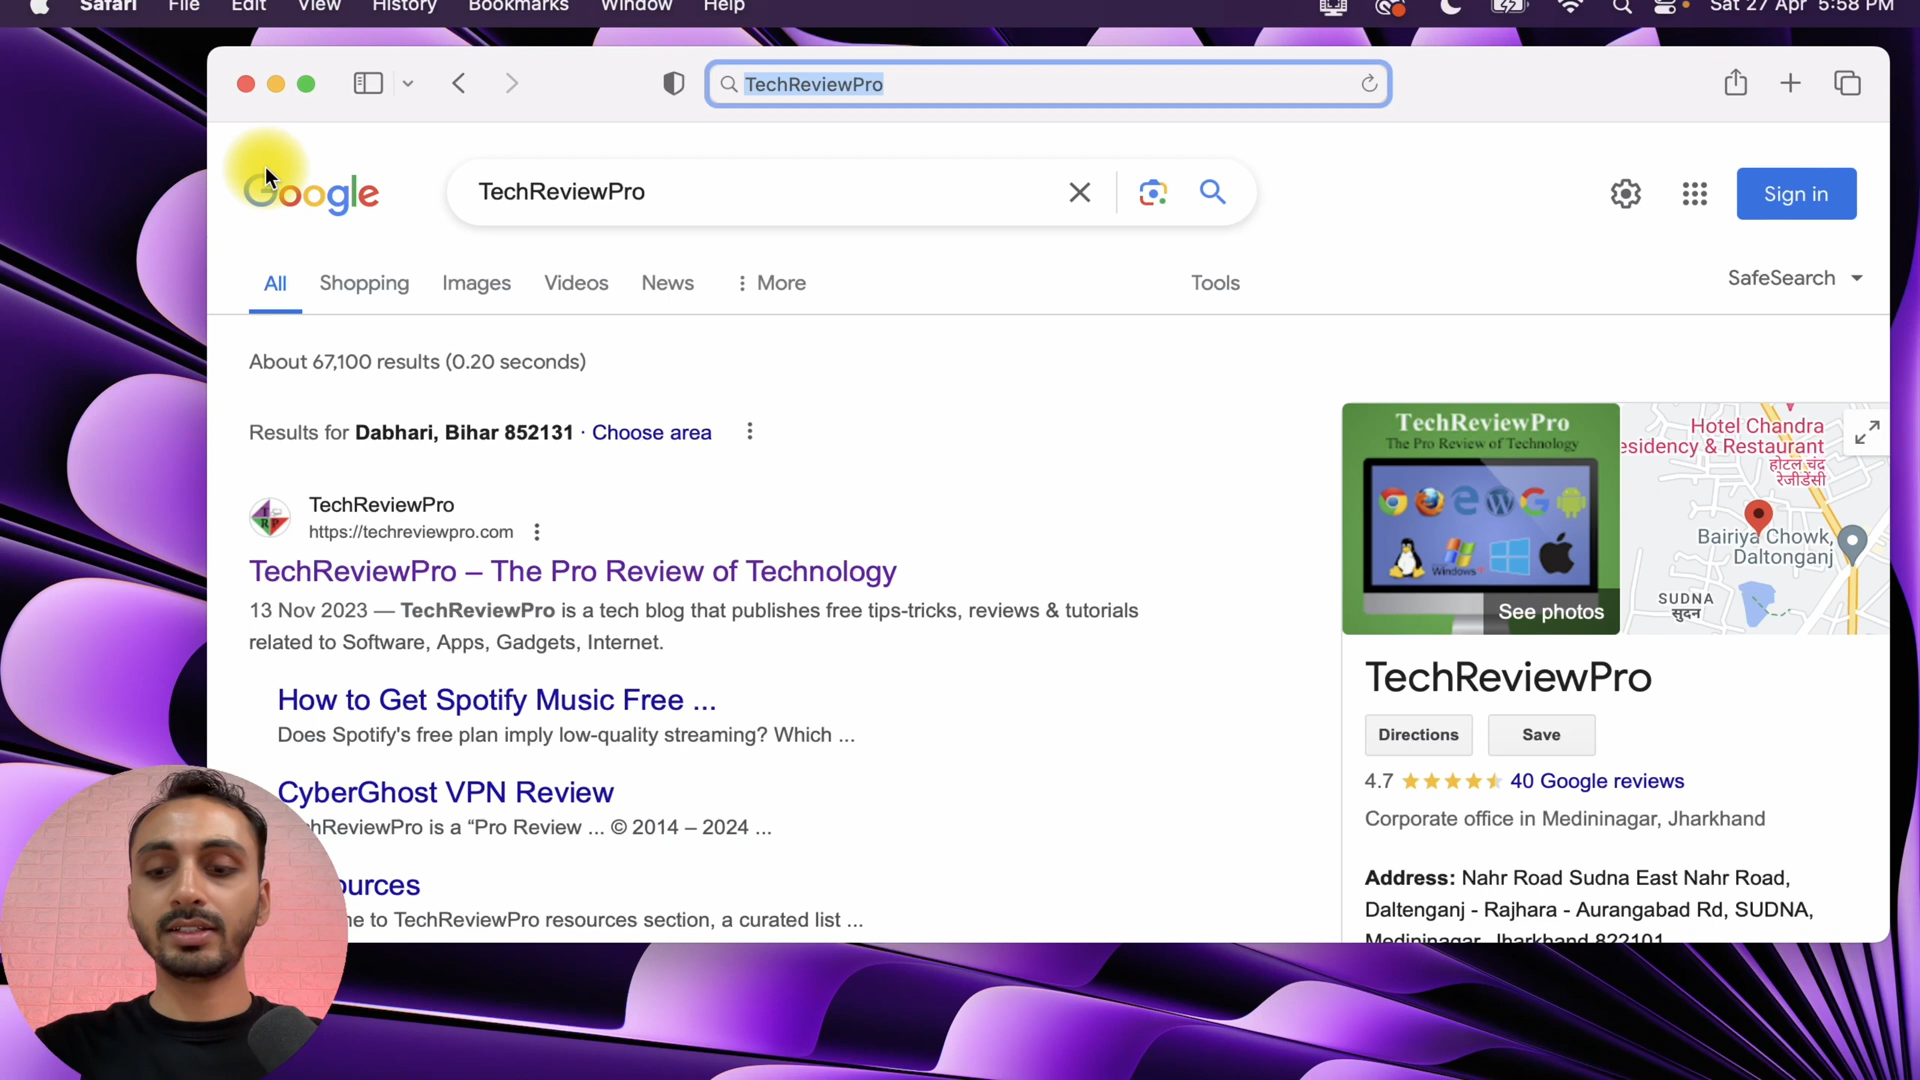 Safari File Edit View History Bookmarks Window Help Sat 27 Apr 5:58 PM
TechReviewPro
Google TechReviewPro Sign in
All Shopping Images Videos News More Tools SafeSearch
About 67,100 results (0.20 seconds)
Results for Dabhari, Bihar 852131 · Choose area
TechReviewPro
https://techreviewpro.com
TechReviewPro – The Pro Review of Technology
13 Nov 2023 — TechReviewPro is a tech blog that publishes free tips-tricks, reviews & tutorials
related to Software, Apps, Gadgets, Internet.
How to Get Spotify Music Free ...
Does Spotify's free plan imply low-quality streaming? Which ...
CyberGhost VPN Review
hReviewPro is a “Pro Review ... © 2014 – 2024 ...
ources
e to TechReviewPro resources section, a curated list ...
TechReviewPro
The Pro Review of Technology
Windows
See photos
Hotel Chandra
esidency & Restaurant
होटल चंद्र
रेजीडेंसी
Bairiya Chowk,
Daltonganj
SUDNA
सुदन
TechReviewPro
Directions Save
4.7 40 Google reviews
Corporate office in Medininagar, Jharkhand
Address: Nahr Road Sudna East Nahr Road,
Daltenganj - Rajhara - Aurangabad Rd, SUDNA,
Medininagar, Jharkhand 822101